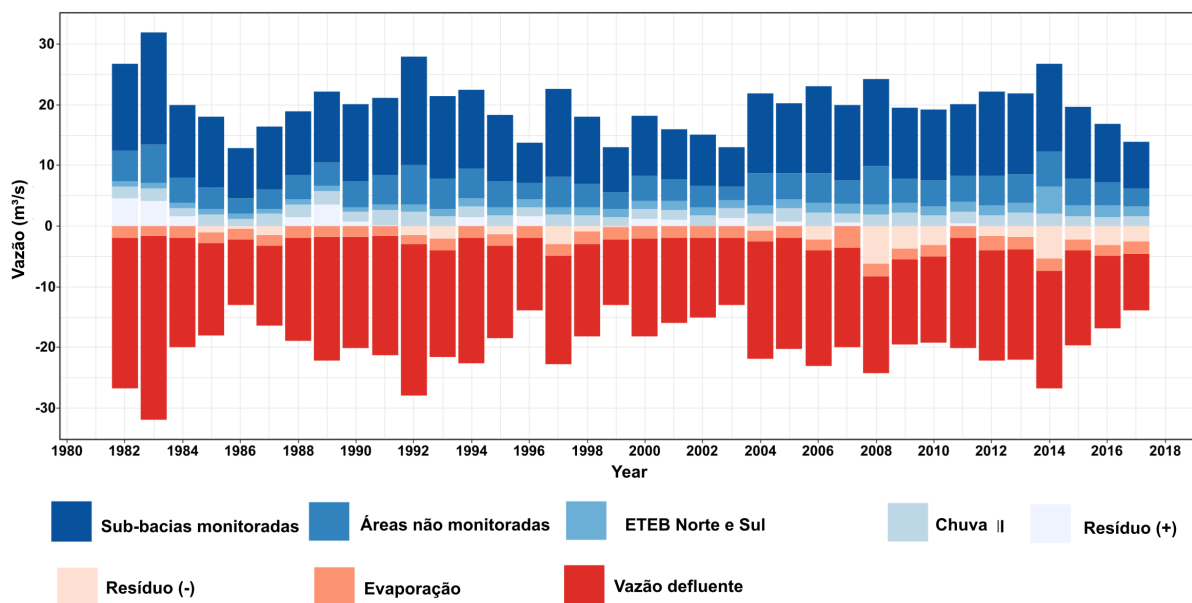 Vazão (m³/s)
30
20
10
0
-10
-20
-30
1980 1982 1984 1986 1988 1990 1992 1994 1996 1998 2000 2002 2004 2006 2008 2010 2012 2014 2016 2018
Year
Sub-bacias monitoradas Áreas não monitoradas ETEB Norte e Sul Chuva II Resíduo (+)
Resíduo (-) Evaporação Vazão defluente